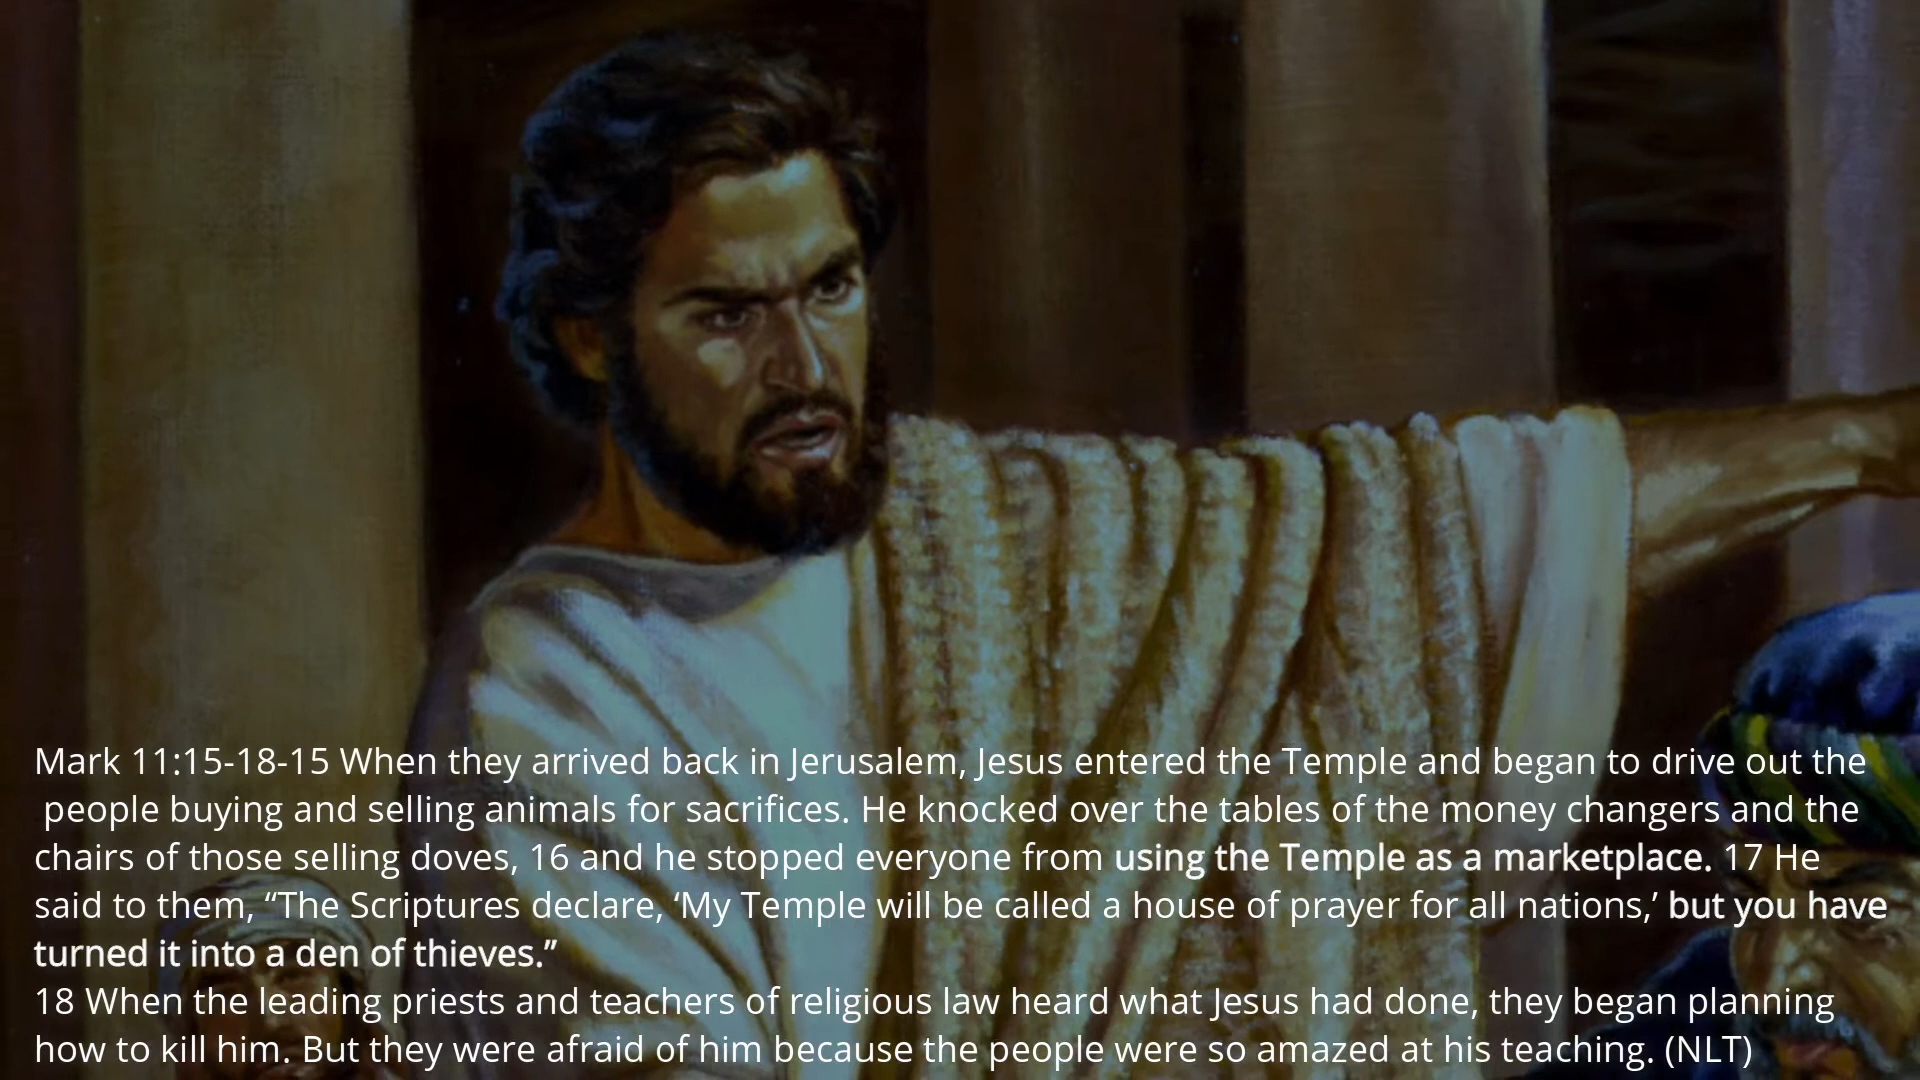 Mark 11:15-18-15 When they arrived back in Jerusalem, Jesus entered the Temple and began to drive out the
people buying and selling animals for sacrifices. He knocked over the tables of the money changers and the
chairs of those selling doves, 16 and he stopped everyone from using the Temple as a marketplace. 17 He
said to them, “The Scriptures declare, ‘My Temple will be called a house of prayer for all nations,’ but you have
turned it into a den of thieves.”
18 When the leading priests and teachers of religious law heard what Jesus had done, they began planning
how to kill him. But they were afraid of him because the people were so amazed at his teaching. (NLT)